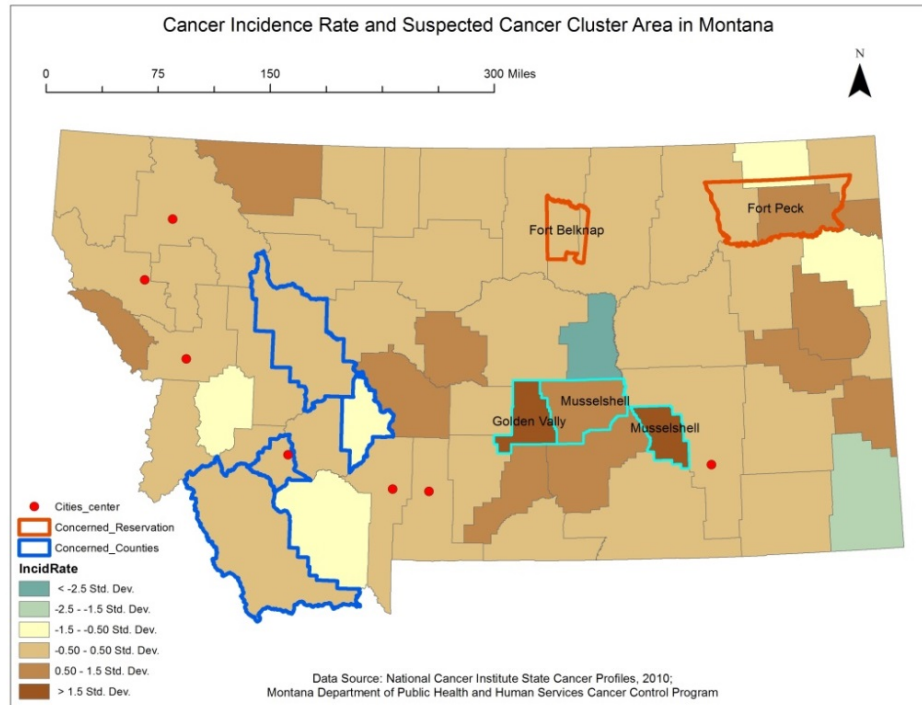 Cancer Incidence Rate and Suspected Cancer Cluster Area in Montana
N
0 75 150 300 Miles
Fort Peck
Fort Belknap
Musselshell
Golden Vally
Musselshell
Cities_center
Concerned_Reservation
Concerned_Counties
IncidRate
< -2.5 Std. Dev.
-2.5 - -1.5 Std. Dev.
-1.5 - -0.50 Std. Dev.
-0.50 - 0.50 Std. Dev.
0.50 - 1.5 Std. Dev.
> 1.5 Std. Dev.
Data Source: National Cancer Institute State Cancer Profiles, 2010;
Montana Department of Public Health and Human Services Cancer Control Program